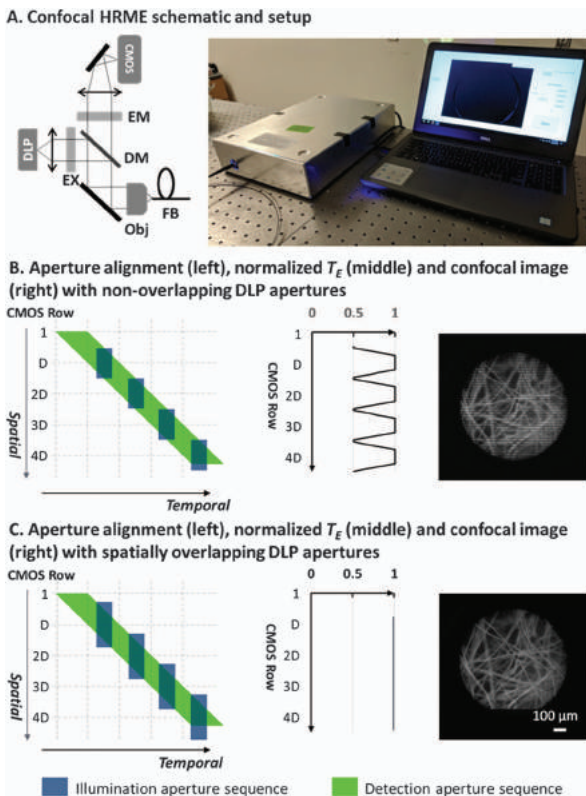 A. Confocal HRME schematic and setup
CMOS
EM
DLP
DM
EX
Obj
FB
B. Aperture alignment (left), normalized T_E (middle) and confocal image
(right) with non-overlapping DLP apertures
CMOS Row
1
D
2D
3D
4D
Spatial
Temporal
0 0.5 1
1
D
2D
3D
4D
CMOS Row
C. Aperture alignment (left), normalized T_E (middle) and confocal image
(right) with spatially overlapping DLP apertures
CMOS Row
1
D
2D
3D
4D
Spatial
Temporal
0 0.5 1
1
D
2D
3D
4D
CMOS Row
100 µm
Illumination aperture sequence
Detection aperture sequence